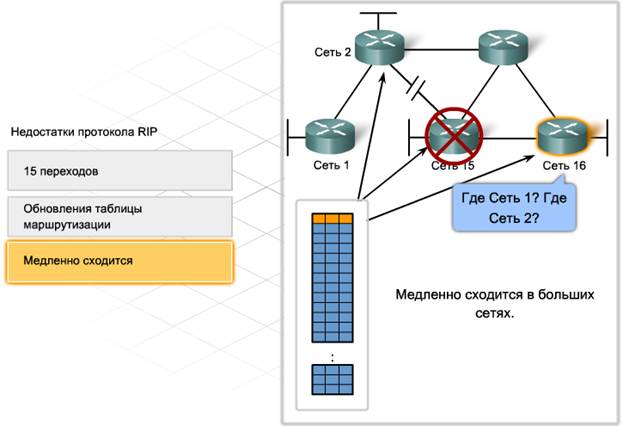 Недостатки протокола RIP
15 переходов
Обновления таблицы
маршрутизации
Медленно сходится
Сеть 2
Сеть 1
Сеть 15
Сеть 16
Где Сеть 1? Где
Сеть 2?
Медленно сходится в больших
сетях.